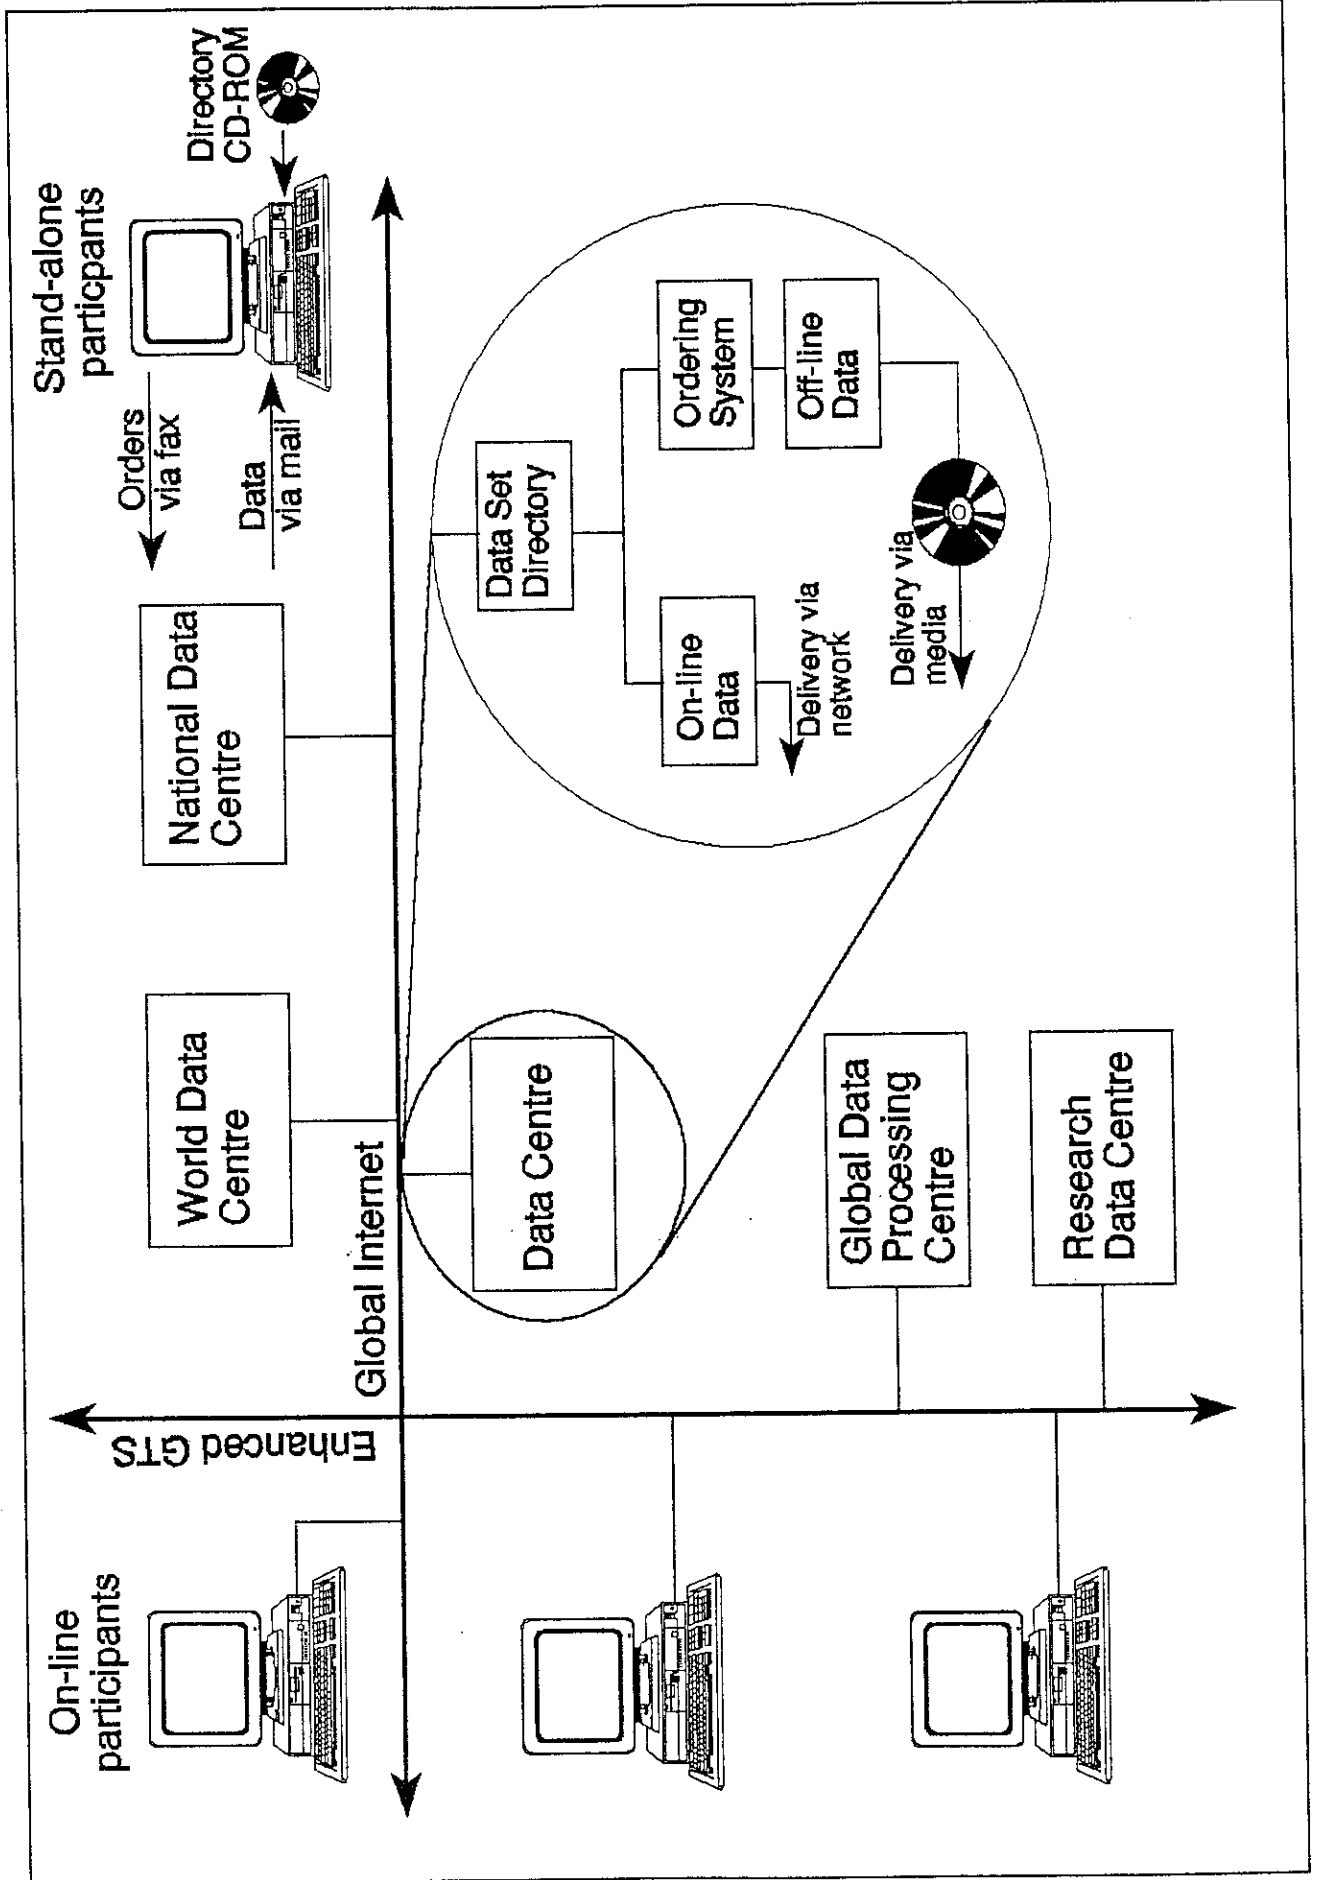 On-line
participants
Stand-alone
particpants
Directory
CD-ROM
Orders
via fax
Data
via mail
World Data
Centre
National Data
Centre
Enhanced GTS
Global Internet
Data Centre
Data Set
Directory
On-line
Data
Ordering
System
Delivery via
network
Off-line
Data
Delivery via
media
Global Data
Processing
Centre
Research
Data Centre